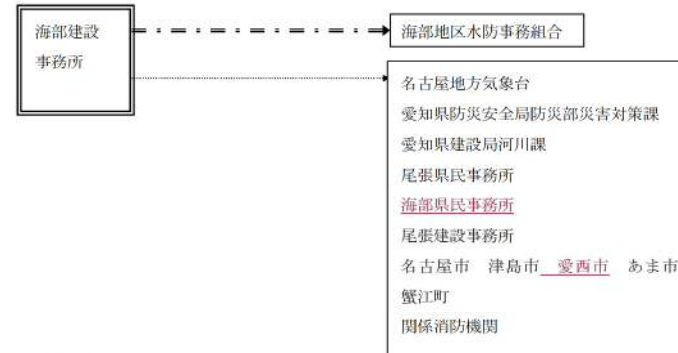 海部建設
事務所
海部地区水防事務組合
名古屋地方気象台
愛知県防災安全局防災部災害対策課
愛知県建設局河川課
尾張県民事務所
海部県民事務所
尾張建設事務所
名古屋市　津島市　愛西市　あま市
蟹江町
関係消防機関